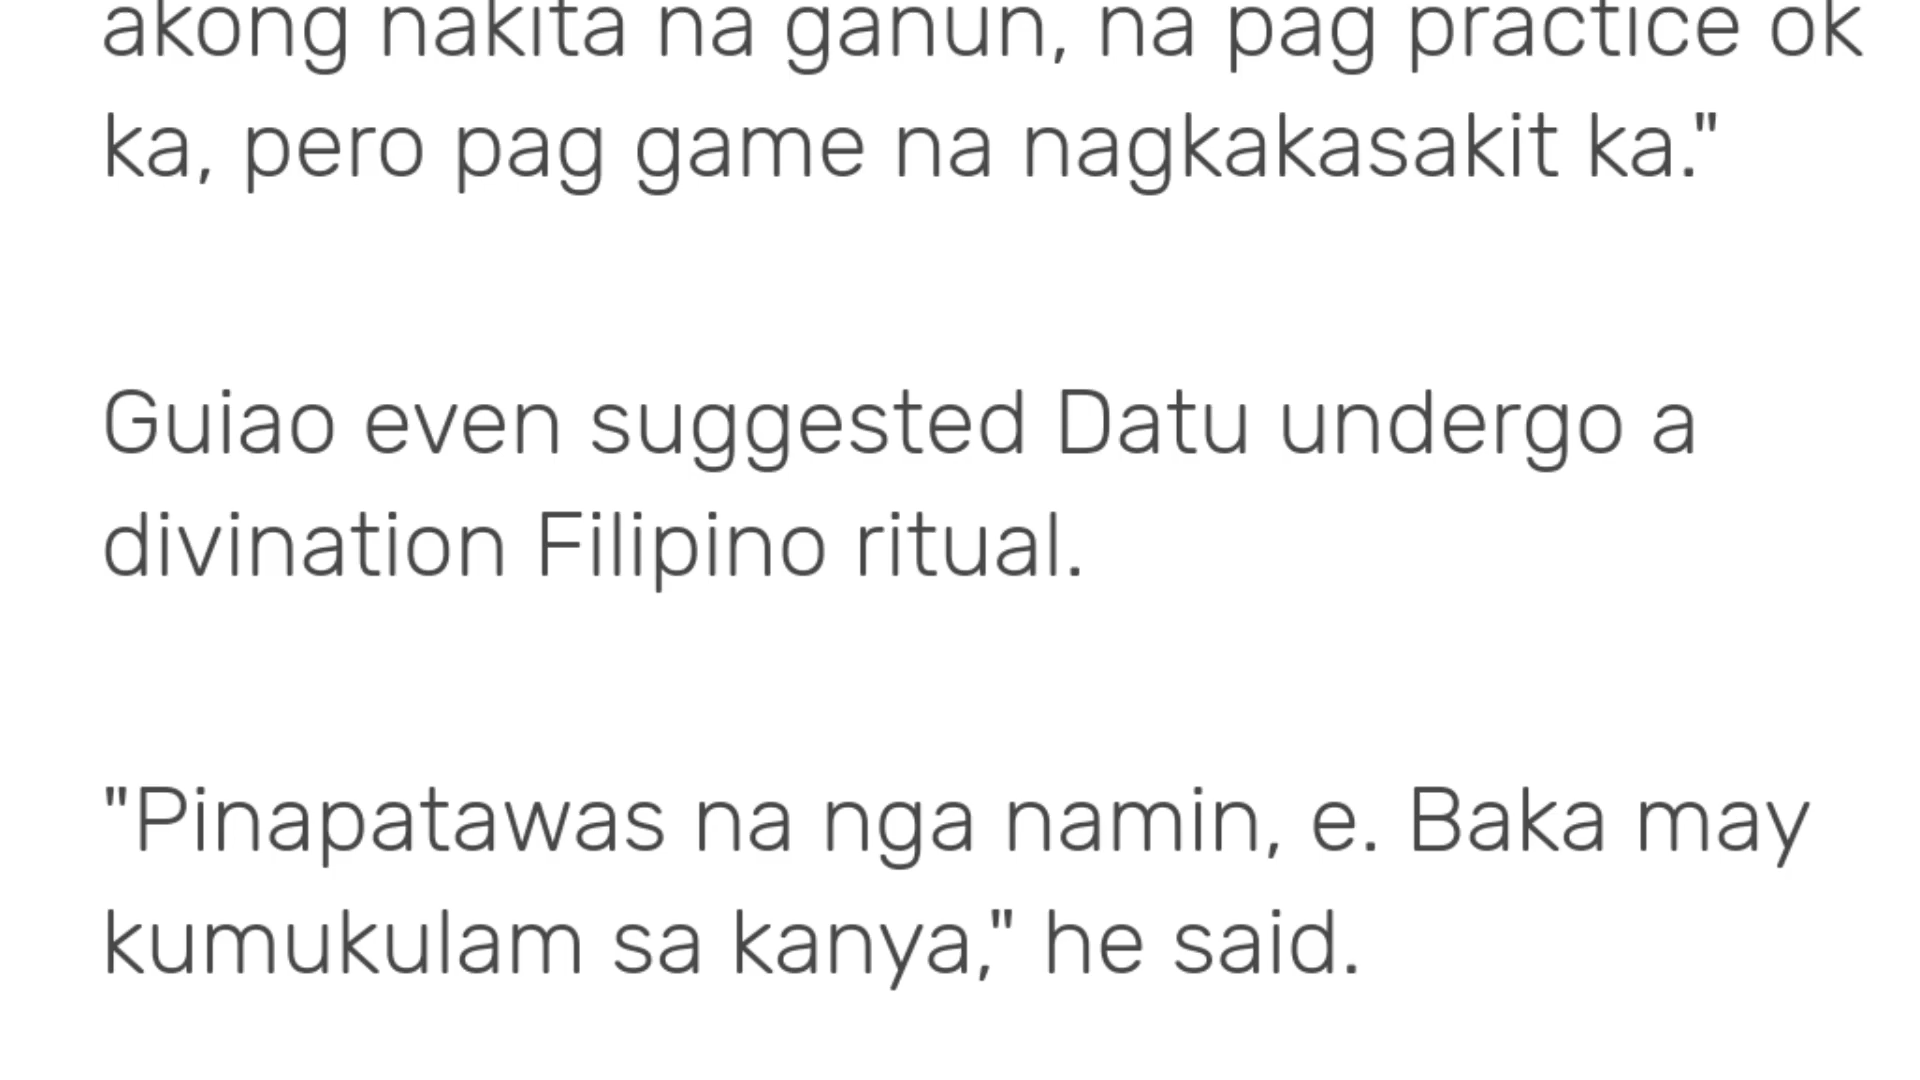 akong nakita na ganun, na pag practice ok
ka, pero pag game na nagkakasakit ka."
Guiao even suggested Datu undergo a
divination Filipino ritual.
"Pinapatawas na nga namin, e. Baka may
kumukulam sa kanya," he said.